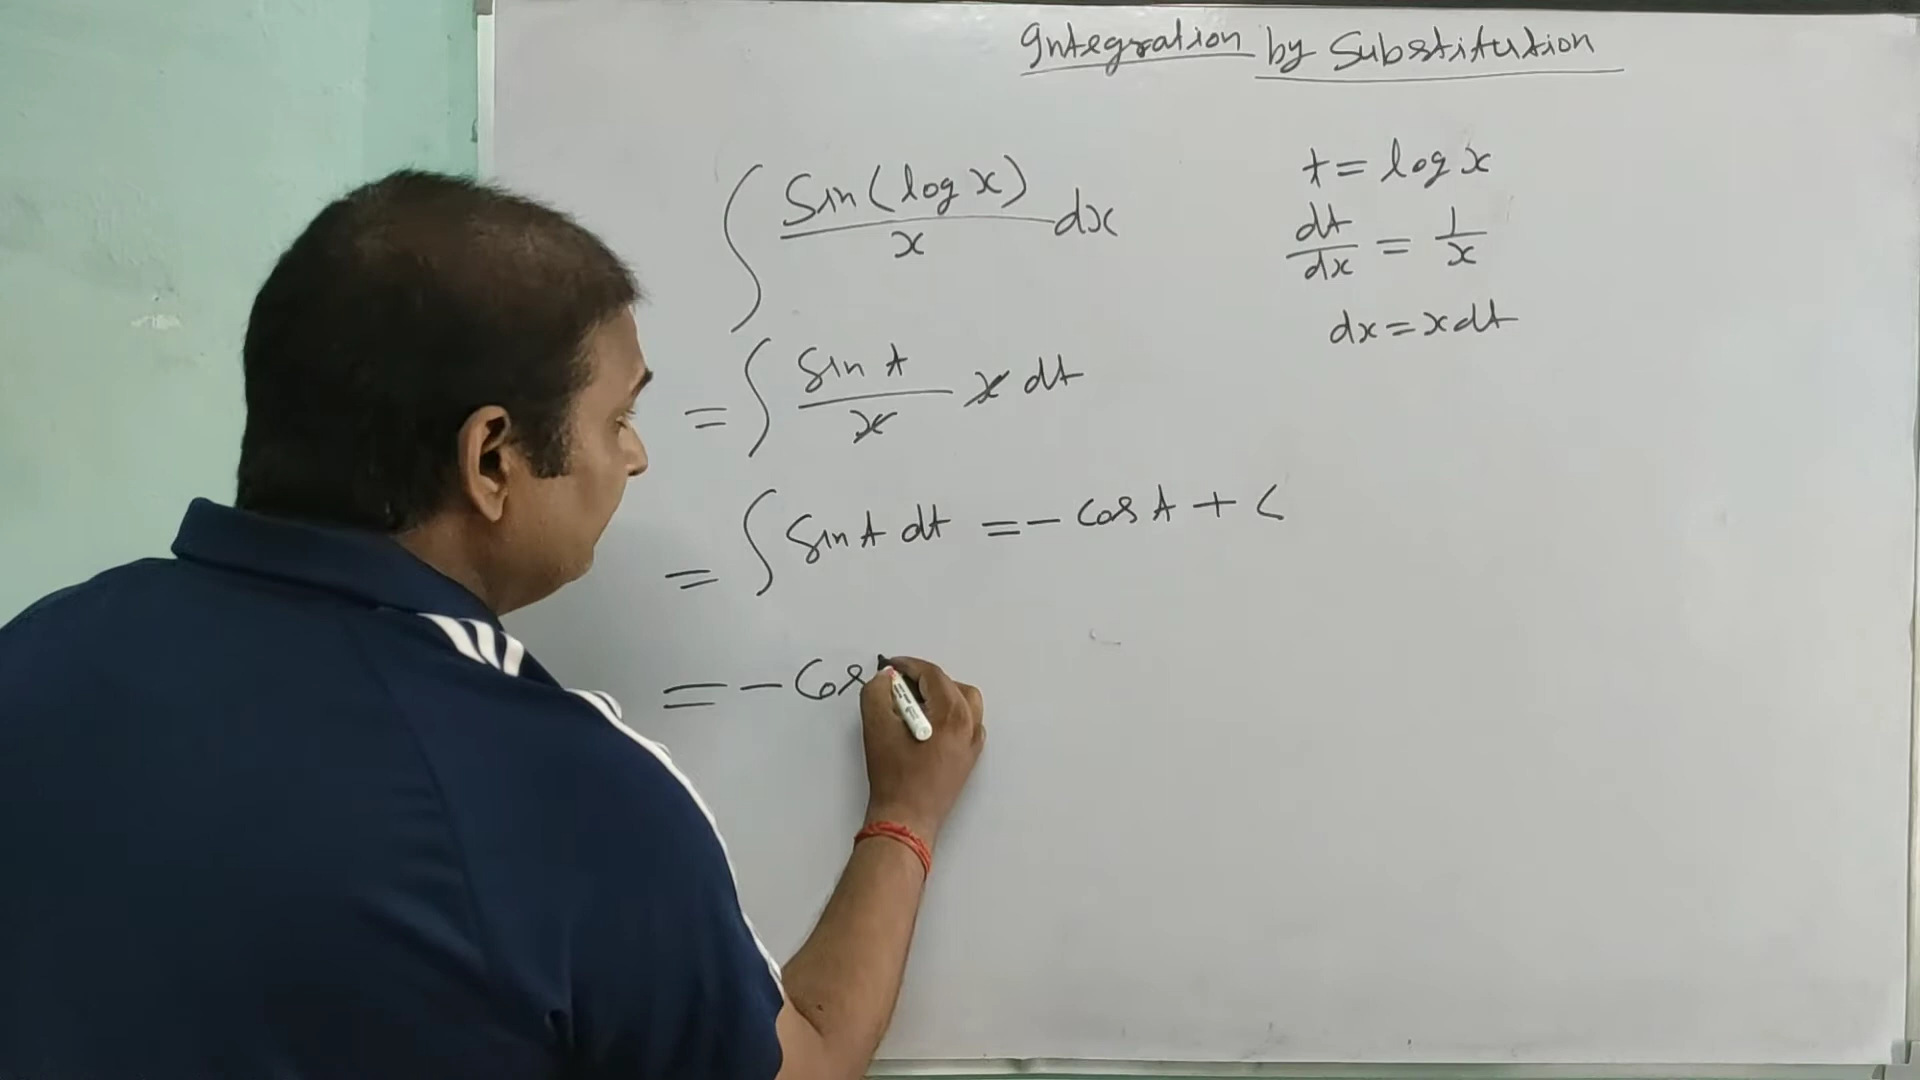 Integration by Substitution
∫ Sin(log x)/x dx
t = log x
dt/dx = 1/x
dx = x dt
= ∫ Sin t/x x dt
= ∫ Sin t dt = - Cos t + C
= - Cos